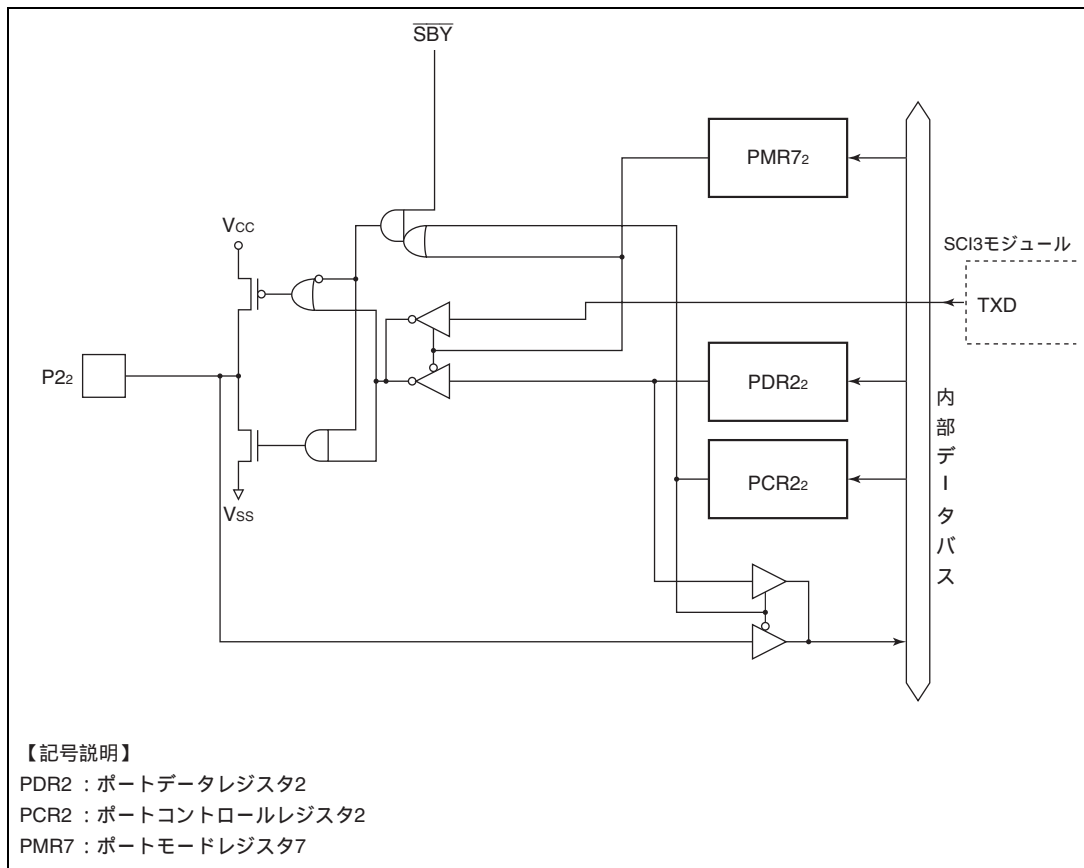 SBY
PMR72
SCI3モジュール
VCC
TXD
P22
PDR22
内部データバス
PCR22
VSS
【記号説明】
PDR2 : ポートデータレジスタ2
PCR2 : ポートコントロールレジスタ2
PMR7 : ポートモードレジスタ7